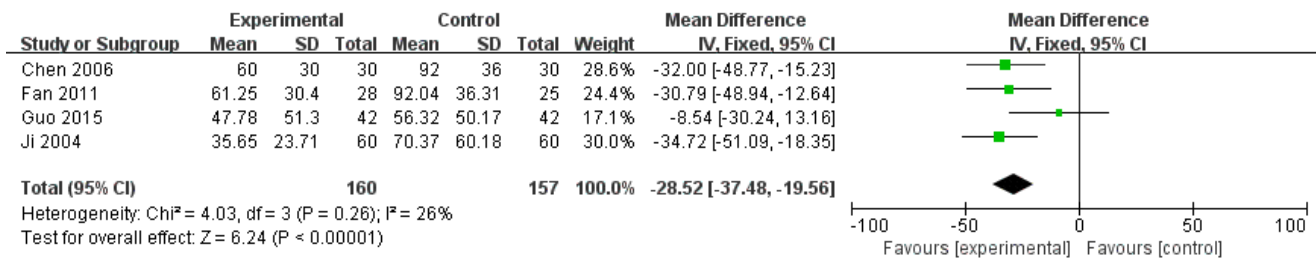 Experimental Control Mean Difference Mean Difference
Study or Subgroup Mean SD Total Mean SD Total Weight IV, Fixed, 95% CI IV, Fixed, 95% CI
Chen 2006 60 30 30 92 36 30 28.6% -32.00 [-48.77, -15.23]
Fan 2011 61.25 30.4 28 92.04 36.31 25 24.4% -30.79 [-48.94, -12.64]
Guo 2015 47.78 51.3 42 56.32 50.17 42 17.1% -8.54 [-30.24, 13.16]
Ji 2004 35.65 23.71 60 70.37 60.18 60 30.0% -34.72 [-51.09, -18.35]
Total (95% CI) 160 157 100.0% -28.52 [-37.48, -19.56]
Heterogeneity: Chi² = 4.03, df = 3 (P = 0.26); I² = 26%
Test for overall effect: Z = 6.24 (P < 0.00001)
-100 -50 0 50 100
Favours [experimental] Favours [control]